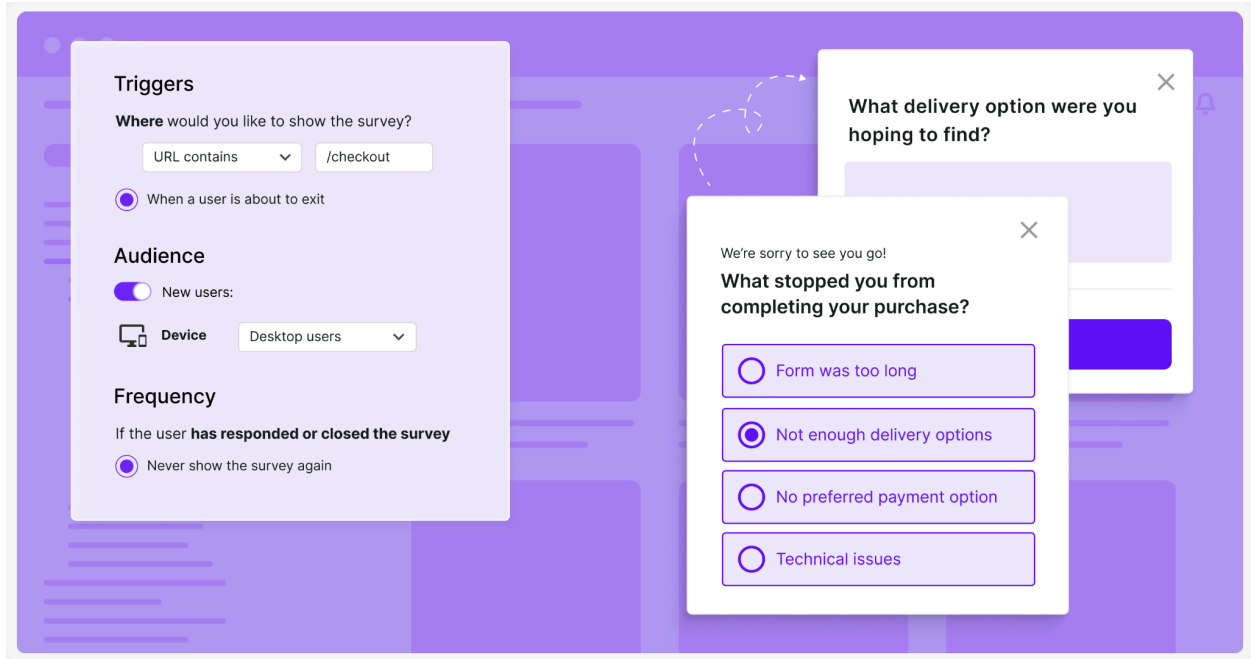 Triggers
Where would you like to show the survey?
URL contains
/checkout
When a user is about to exit
Audience
New users:
Device
Desktop users
Frequency
If the user has responded or closed the survey
Never show the survey again
What delivery option were you
hoping to find?
We're sorry to see you go!
What stopped you from
completing your purchase?
Form was too long
Not enough delivery options
No preferred payment option
Technical issues